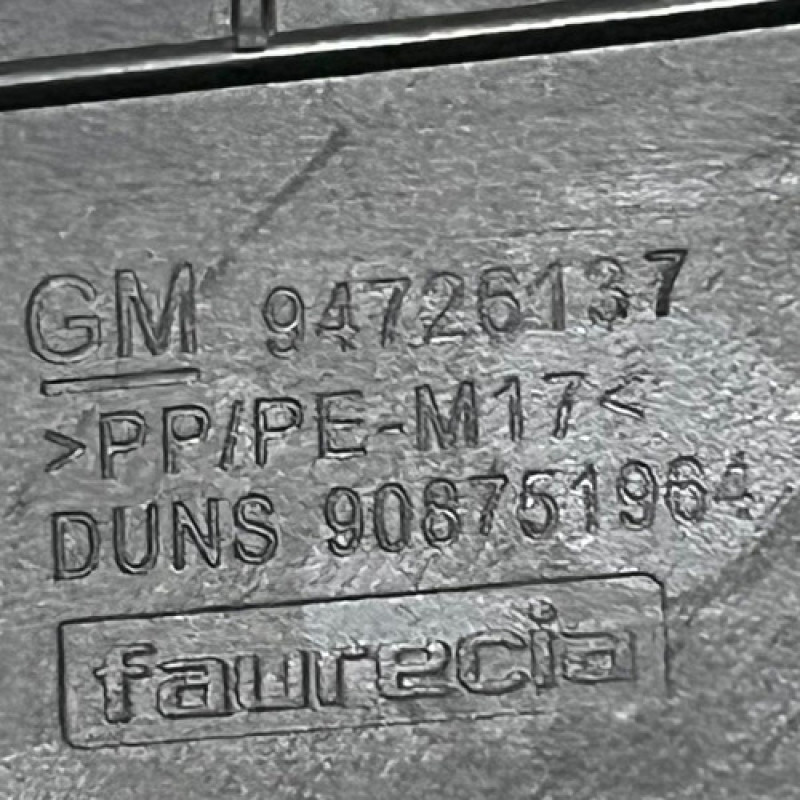 GM 94726137
>PP/PE-M17<
DUNS 908751964
faurecia